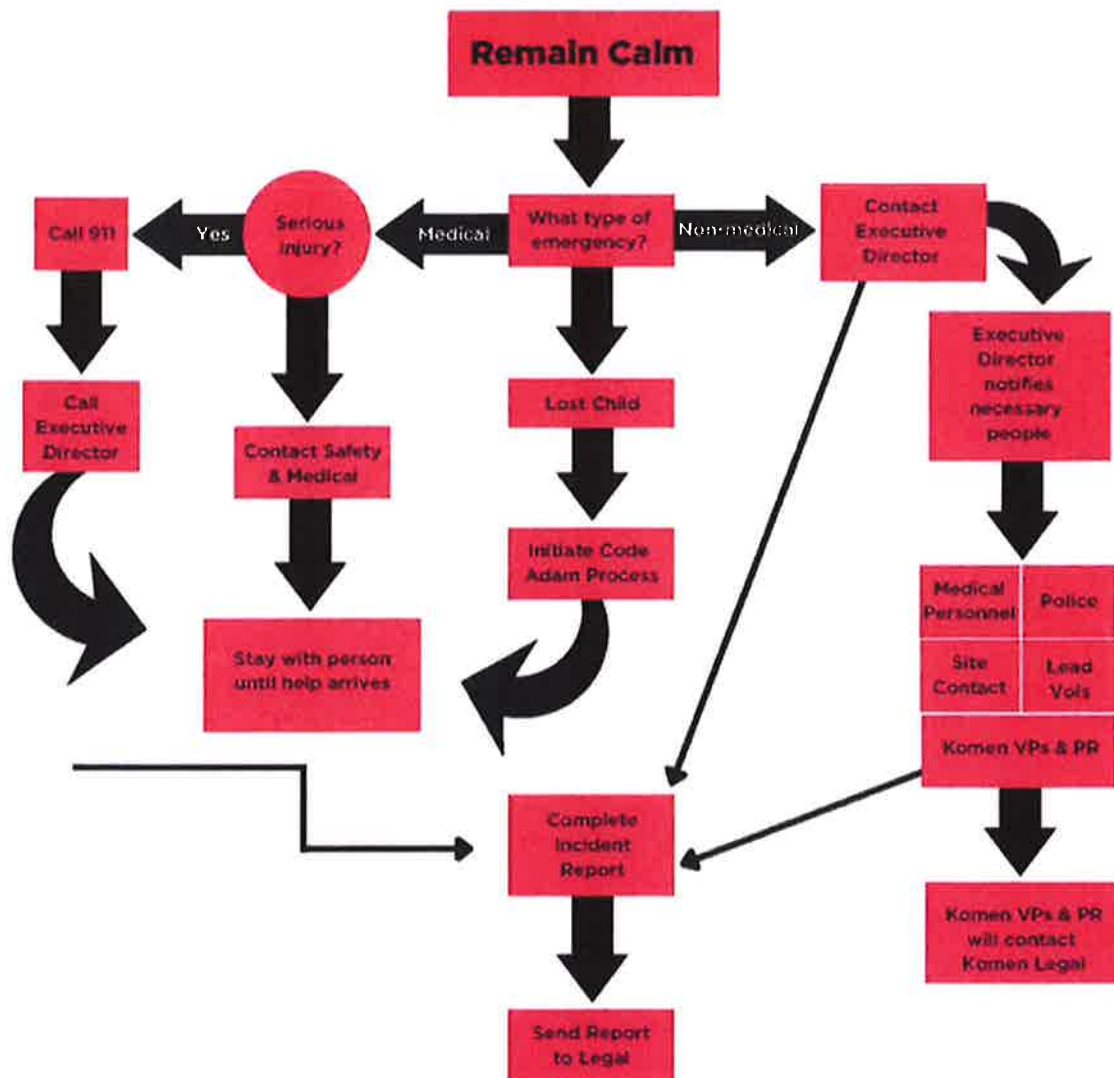 Remain Calm
Call 911
Yes
Serious
injury?
Medical
What type of
emergency?
Non-medical
Contact
Executive
Director
Call
Executive
Director
Contact Safety
& Medical
Lost Child
Executive
Director
notifies
necessary
people
Initiate Code
Adam Process
Medical
Personnel
Police
Site
Contact
Lead
Vols
Stay with person
until help arrives
Komen VPs & PR
Complete
Incident
Report
Komen VPs & PR
will contact
Komen Legal
Send Report
to Legal